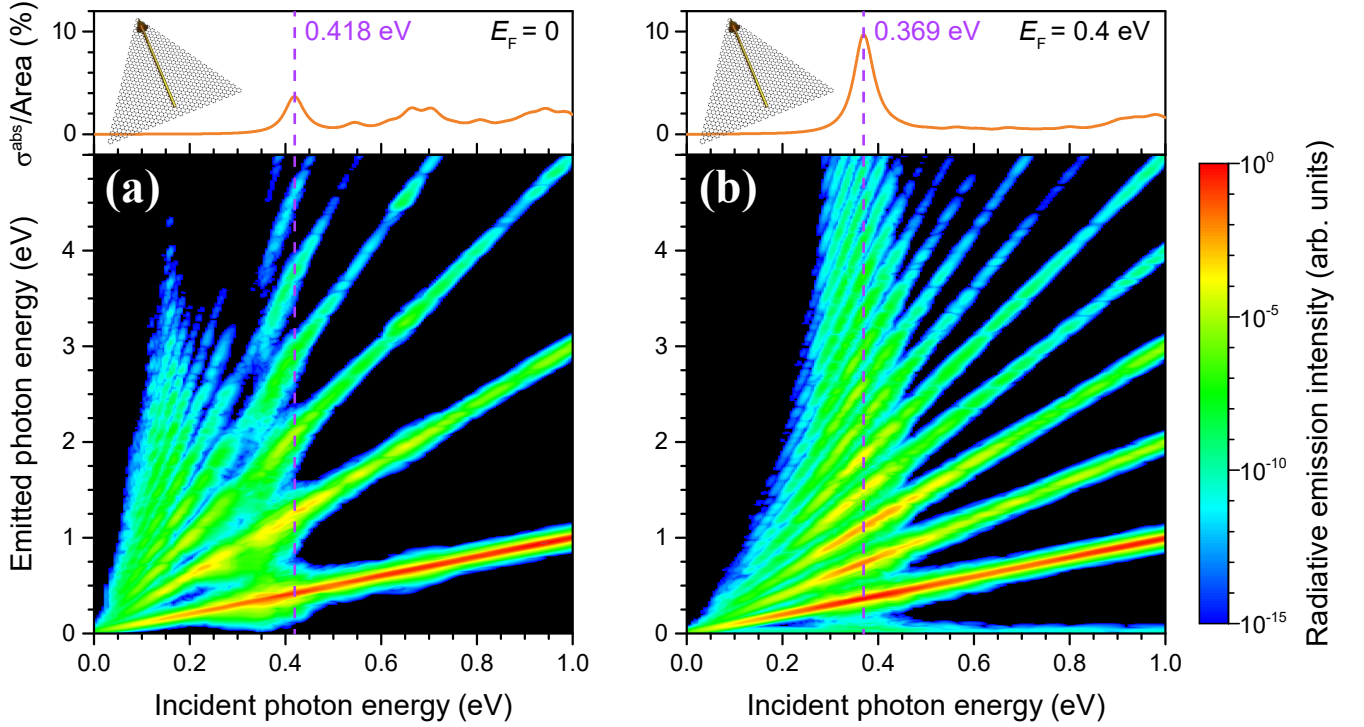 σabs/Area (%)
10
0
0.418 eV
EF = 0
10
0
0.369 eV
EF = 0.4 eV
Emitted photon energy (eV)
4
3
2
1
0
(a)
0.0 0.2 0.4 0.6 0.8 1.0
Incident photon energy (eV)
4
3
2
1
0
(b)
0.0 0.2 0.4 0.6 0.8 1.0
Incident photon energy (eV)
10^0
10^-5
10^-10
10^-15
Radiative emission intensity (arb. units)